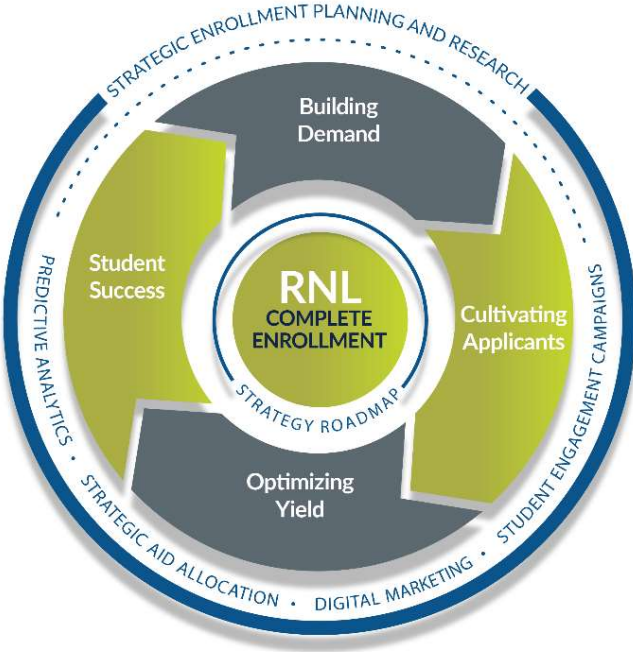 STRATEGIC ENROLLMENT PLANNING AND RESEARCH
Building
Demand
Student
Success
RNL
COMPLETE
ENROLLMENT
STRATEGY ROADMAP
Cultivating
Applicants
Optimizing
Yield
PREDICTIVE ANALYTICS • STRATEGIC AID ALLOCATION • DIGITAL MARKETING • STUDENT ENGAGEMENT CAMPAIGNS